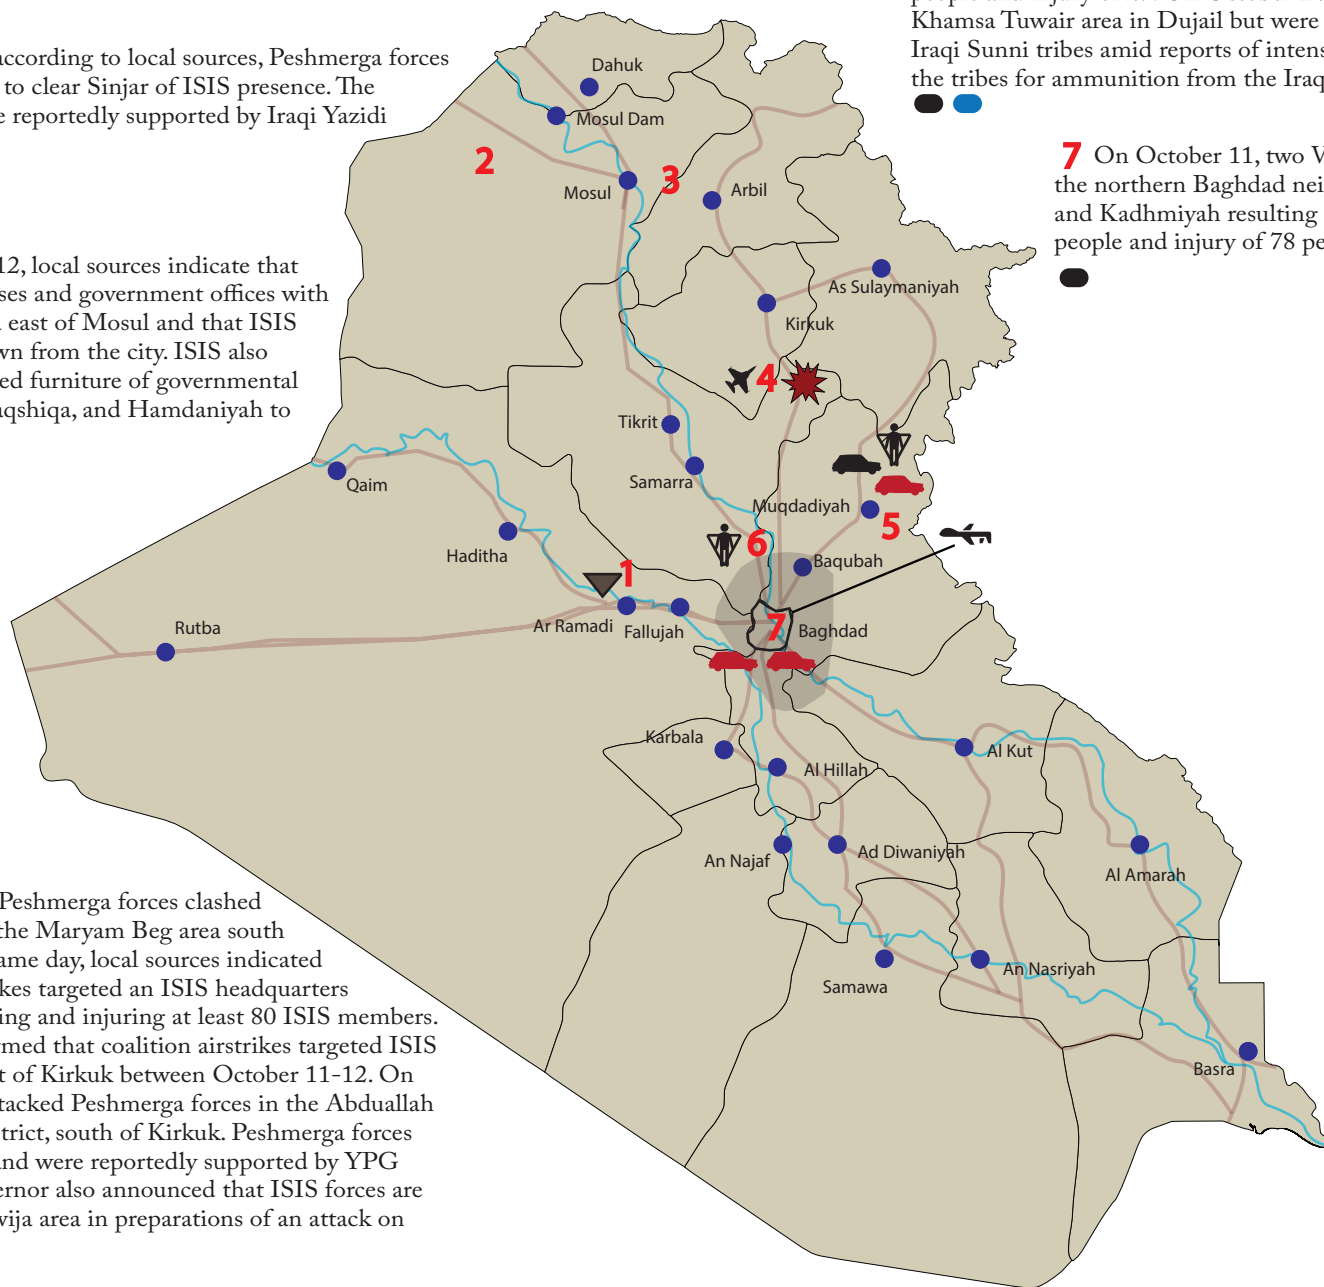 people and injury of
Khamsa Tuwair area in Dujail but were
Iraqi Sunni tribes amid reports of intens
the tribes for ammunition from the Iraq
according to local sources, Peshmerga forces
to clear Sinjar of ISIS presence. The
e reportedly supported by Iraqi Yazidi
7 On October 11, two V
the northern Baghdad nei
and Kadhmiyah resulting
people and injury of 78 pe
12, local sources indicate that
ses and government offices with
east of Mosul and that ISIS
wn from the city. ISIS also
ed furniture of governmental
aqshiqa, and Hamdaniyah to
Dahuk
Mosul Dam
2
3
Mosul
Arbil
As Sulaymaniyah
Kirkuk
4
Tikrit
Samarra
Qaim
Muqdadiyah
5
Haditha
6
Baqubah
1
Ar Ramadi
Fallujah
7
Baghdad
Rutba
Karbala
Al Hillah
Al Kut
An Najaf
Ad Diwaniyah
Al Amarah
Samawa
An Nasriyah
Basra
Peshmerga forces clashed
the Maryam Beg area south
ame day, local sources indicated
kes targeted an ISIS headquarters
ing and injuring at least 80 ISIS members.
rmed that coalition airstrikes targeted ISIS
t of Kirkuk between October 11-12. On
tacked Peshmerga forces in the Abduallah
trict, south of Kirkuk. Peshmerga forces
and were reportedly supported by YPG
ernor also announced that ISIS forces are
wija area in preparations of an attack on